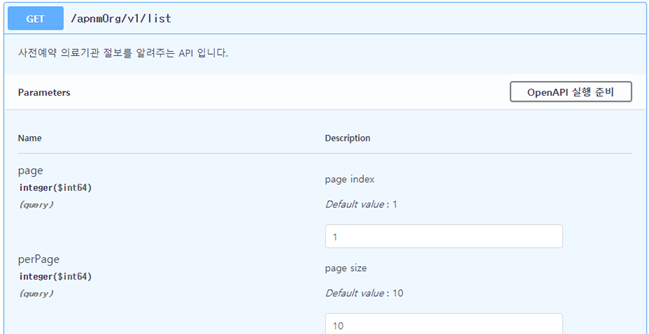 GET /apnmOrg/v1/list
사전예약 의료기관 절보를 알려주는 API 입니다.
Parameters OpenAPI 실행 준비
Name Description
page page index
integer($int64)
(query) Default value : 1
1
perPage page size
integer($int64)
(query) Default value : 10
10